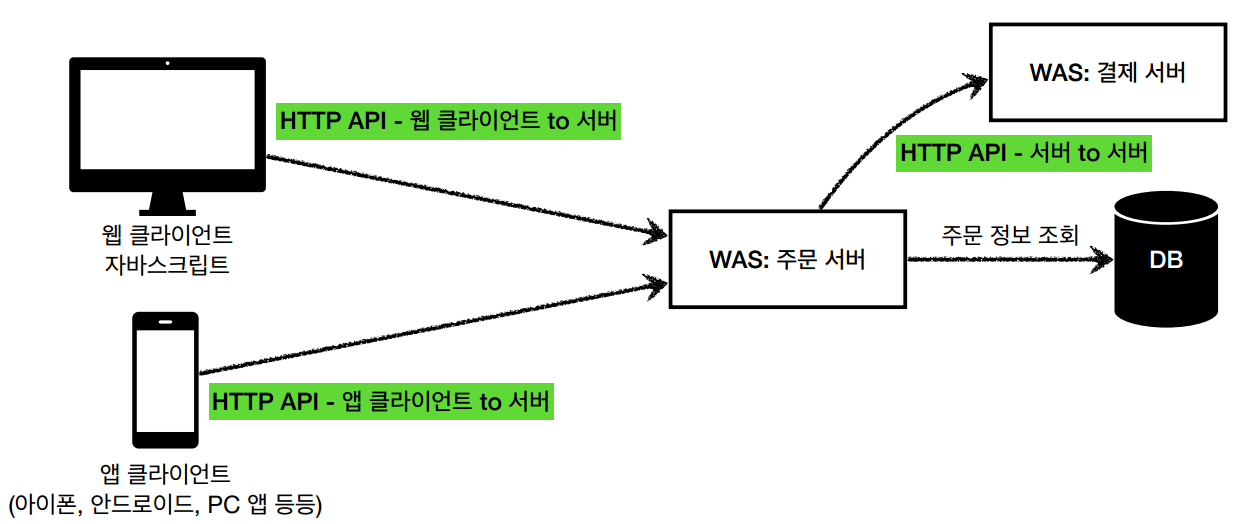 WAS: 결제 서버
HTTP API - 웹 클라이언트 to 서버
HTTP API - 서버 to 서버
웹 클라이언트
자바스크립트
WAS: 주문 서버
주문 정보 조회
DB
HTTP API - 앱 클라이언트 to 서버
앱 클라이언트
(아이폰, 안드로이드, PC 앱 등등)